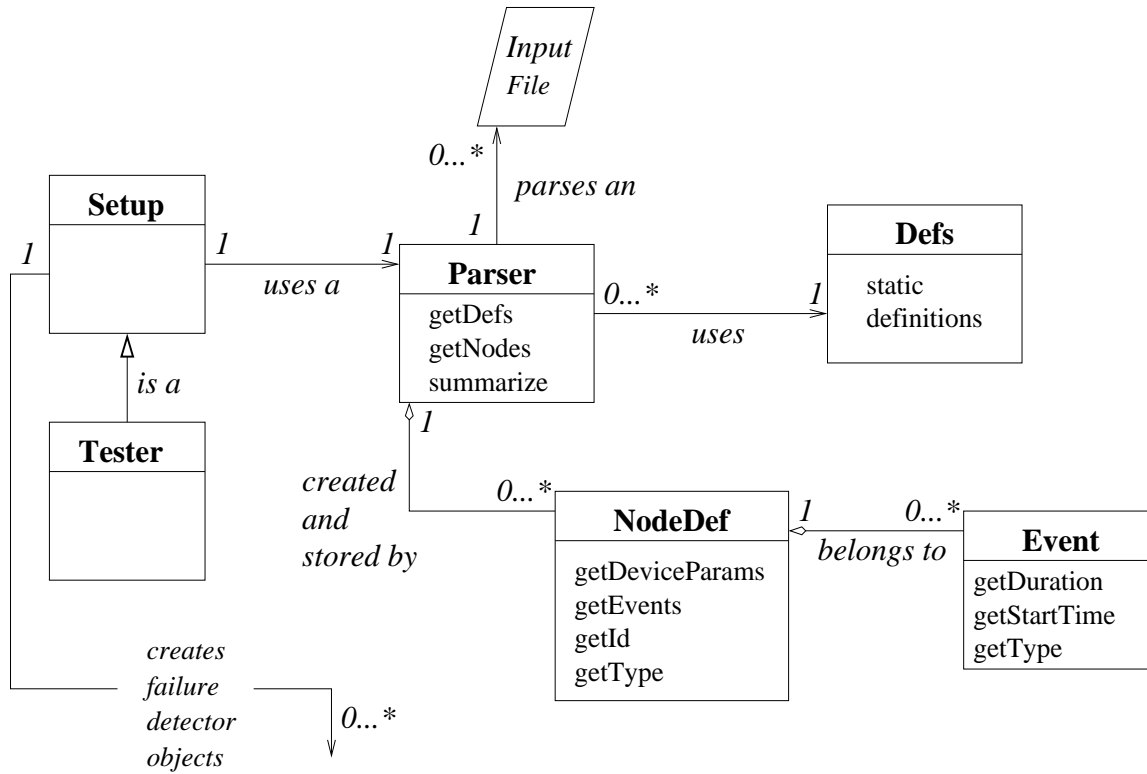 Input
File
0...*
parses an
1
Setup
1
1
uses a
1
Parser
getDefs
getNodes
summarize
0...*
uses
1
Defs
static
definitions
is a
Tester
1
created
and
stored by
0...*
NodeDef
getDeviceParams
getEvents
getId
getType
1
belongs to
0...*
Event
getDuration
getStartTime
getType
creates
failure
detector
objects
0...*